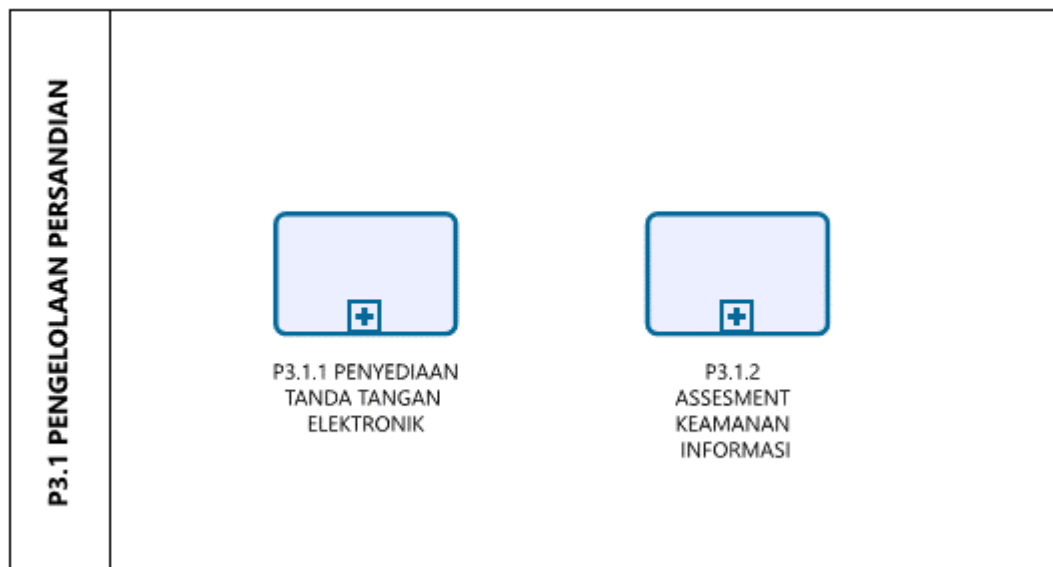 P3.1 PENGELOLAAN PERSANDIAN
P3.1.1 PENYEDIAAN
TANDA TANGAN
ELEKTRONIK
P3.1.2
ASSESMENT
KEAMANAN
INFORMASI